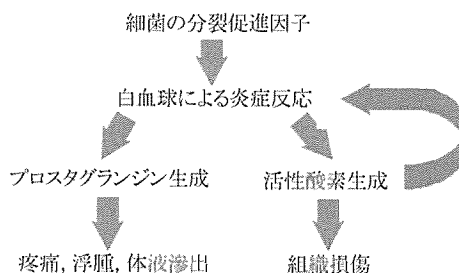 細菌の分裂促進因子
白血球による炎症反応
プロスタグランジン生成 活性酸素生成
疼痛, 浮腫, 体液滲出 組織損傷